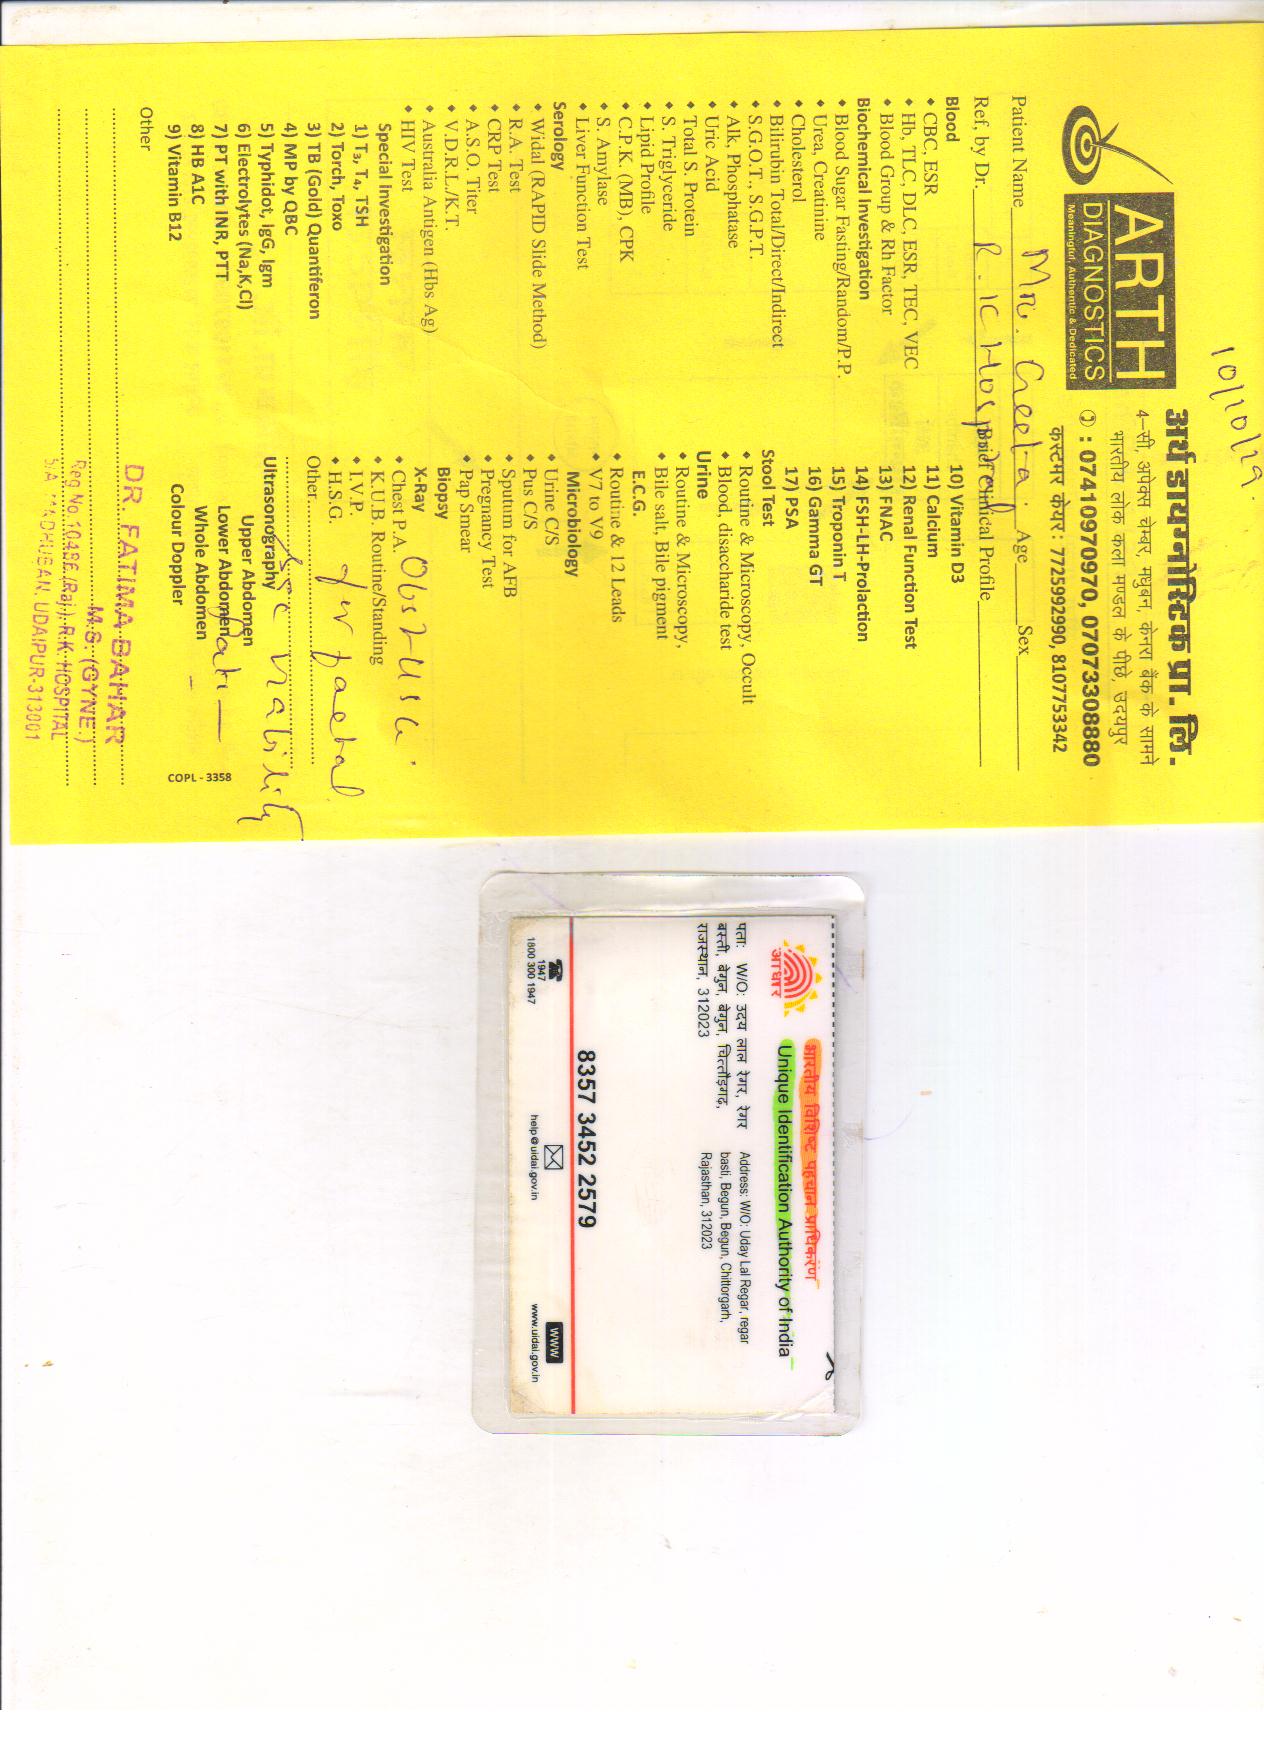 10/10/19
ARTH
DIAGNOSTICS
Meaningful, Authentic & Dedicated
अर्थ डायग्नोस्टिक प्रा. लि.
4–सी, अपेक्स चेम्बर, मधुबन, केनरा बैंक के सामने
भारतीय लोक कला मण्डल के पीछे, उदयपुर
✆ : 07410970970, 07073308880
कस्टमर केयर : 7725992990, 8107753342
Patient Name Mrs. Geeta. Age Sex
Ref, by Dr. R. K Hospital Brief Clinical Profile
Blood
• CBC, ESR
• Hb, TLC, DLC, ESR, TEC, VEC
• Blood Group & Rh Factor
Biochemical Investigation
• Blood Sugar Fasting/Random/P.P.
• Urea, Creatinine
• Cholesterol
• Bilirubin Total/Direct/Indirect
• S.G.O.T., S.G.P.T.
• Alk, Phosphatase
• Uric Acid
• Total S. Protein
• S. Triglyceride
• Lipid Profile
• C.P.K. (MB), CPK
• S. Amylase
• Liver Function Test
Serology
• Widal (RAPID Slide Method)
• R.A. Test
• CRP Test
• A.S.O. Titer
• V.D.R.L./K.T.
• Australia Antigen (Hbs Ag)
• HIV Test
Special Investigation
1) T₃, T₄, TSH
2) Torch, Toxo
3) TB (Gold) Quantiferon
4) MP by QBC
5) Typhidot, IgG, Igm
6) Electrolytes (Na,K,Cl)
7) PT with INR, PTT
8) HB A1C
9) Vitamin B12
Other
10) Vitamin D3
11) Calcium
12) Renal Function Test
13) FNAC
14) FSH-LH-Prolaction
15) Troponin T
16) Gamma GT
17) PSA
Stool Test
• Routine & Microscopy, Occult
• Blood, disaccharide test
Urine
• Routine & Microscopy,
• Bile salt, Bile pigment
E.C.G.
• Routine & 12 Leads
• V7 to V9
Microbiology
• Urine C/S
• Pus C/S
• Sputum for AFB
• Pregnancy Test
• Pap Smear
Biopsy
X-Ray
• Chest P.A.
• K.U.B. Routine/Standing
• I.V.P.
• H.S.G.
Other
Obst USG.
for faetal
viability
Ultrasonography
Upper Abdomen
Lower Abdomen
Whole Abdomen
Colour Doppler
COPL - 3358
DR. FATIMA BAHAR
M.S. (GYNE.)
Reg No.10496 (Raj.) R.K.HOSPITAL
5/A, MADHUBAN, UDAIPUR-313001
आधार
भारतीय विशिष्ट पहचान प्राधिकरण
Unique Identification Authority of India
पता: W/O: उदय लाल रेगर, रेगर
बस्ती, बेगुन, बेगुन, चित्तौड़गढ,
राजस्थान, 312023
Address: W/O: Uday Lal Regar, regar
basti, Begun, Begun, Chittorgarh,
Rajasthan, 312023
8357 3452 2579
1947
1800 300 1947
help@uidai.gov.in
WWW
www.uidai.gov.in